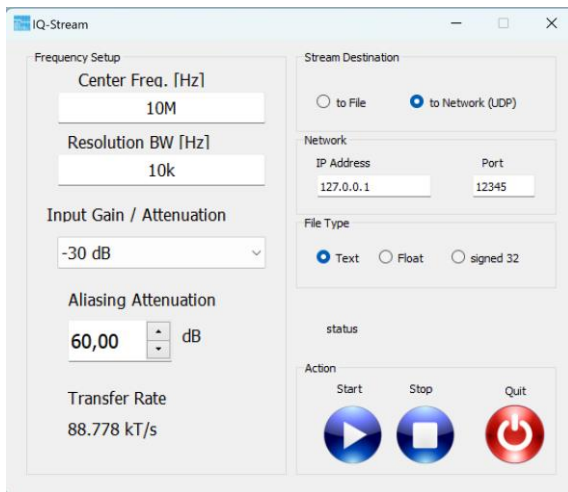 IQ-Stream
Frequency Setup
Center Freq. [Hz]
10M
Resolution BW [Hz]
10k
Input Gain / Attenuation
-30 dB
Aliasing Attenuation
60,00 dB
Transfer Rate
88.778 kT/s
Stream Destination
to File to Network (UDP)
Network
IP Address Port
127.0.0.1 12345
File Type
Text Float signed 32
status
Action
Start Stop Quit